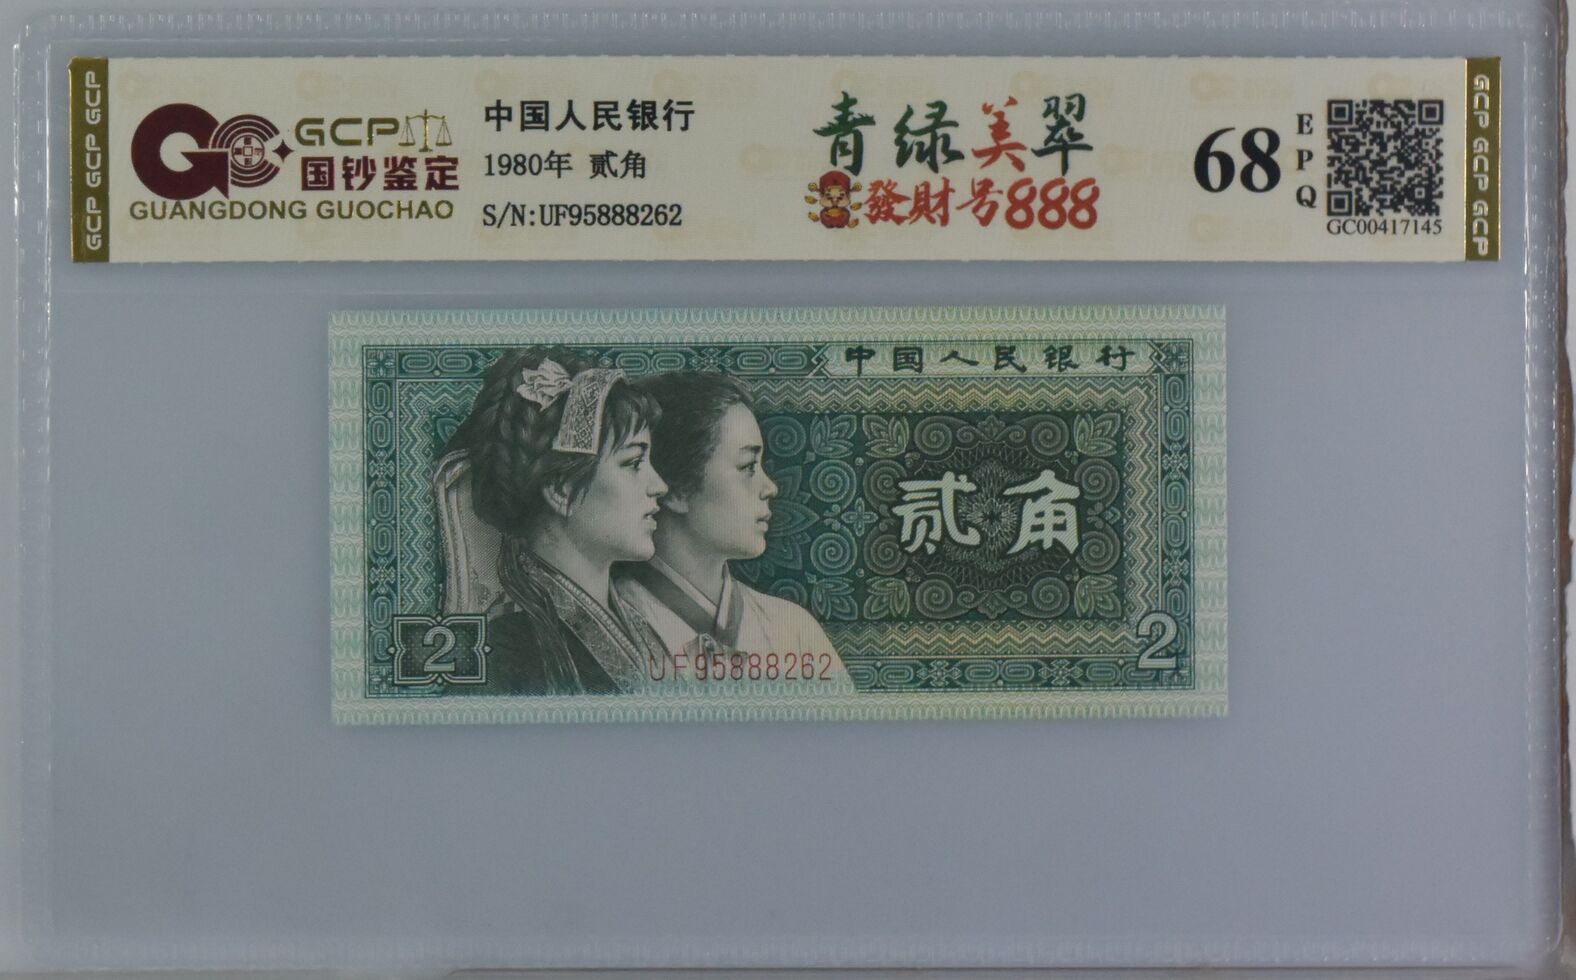 GCP GCP GCP
GCP
国钞鉴定
GUANGDONG GUOCHAO
中国人民银行
1980年 贰角
S/N:UF95888262
青绿美翠
發財号888
68
EPQ
GC00417145
GCP GCP GCP
中国人民银行
贰角
2
2
UF95888262